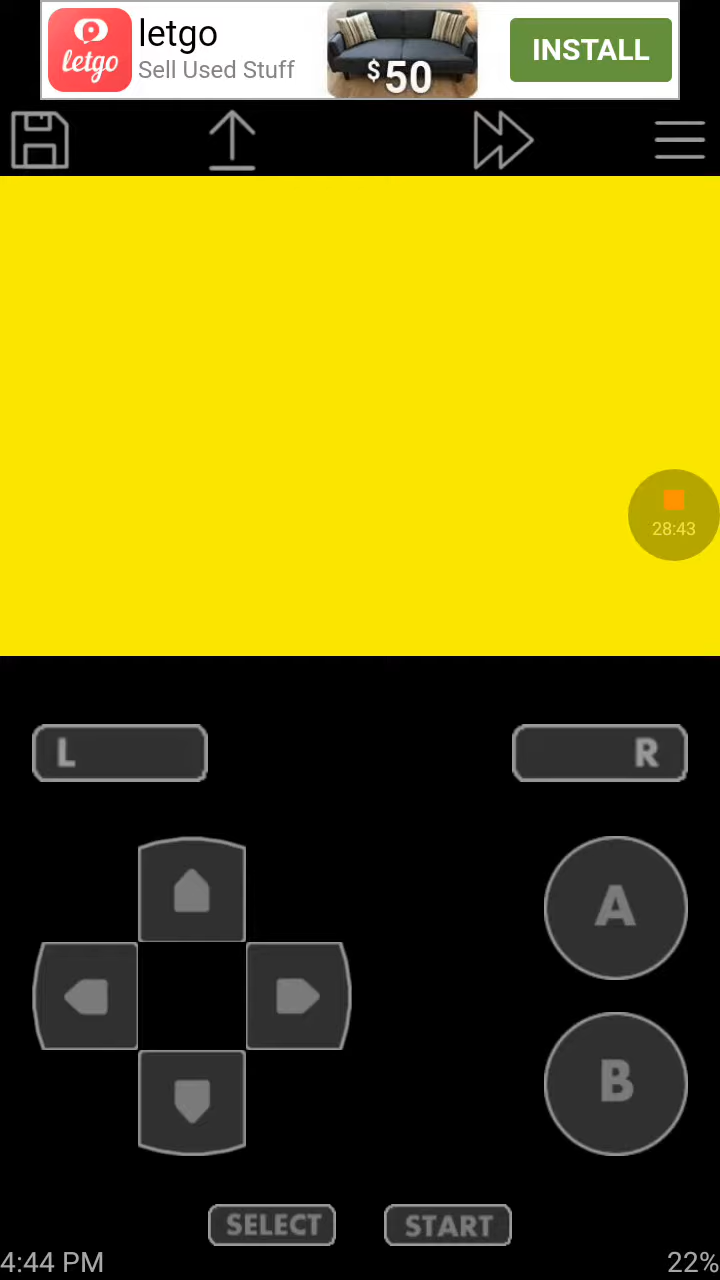 letgo
letgo
Sell Used Stuff
$50
INSTALL
28:43
L
R
A
B
SELECT
START
4:44 PM
22%